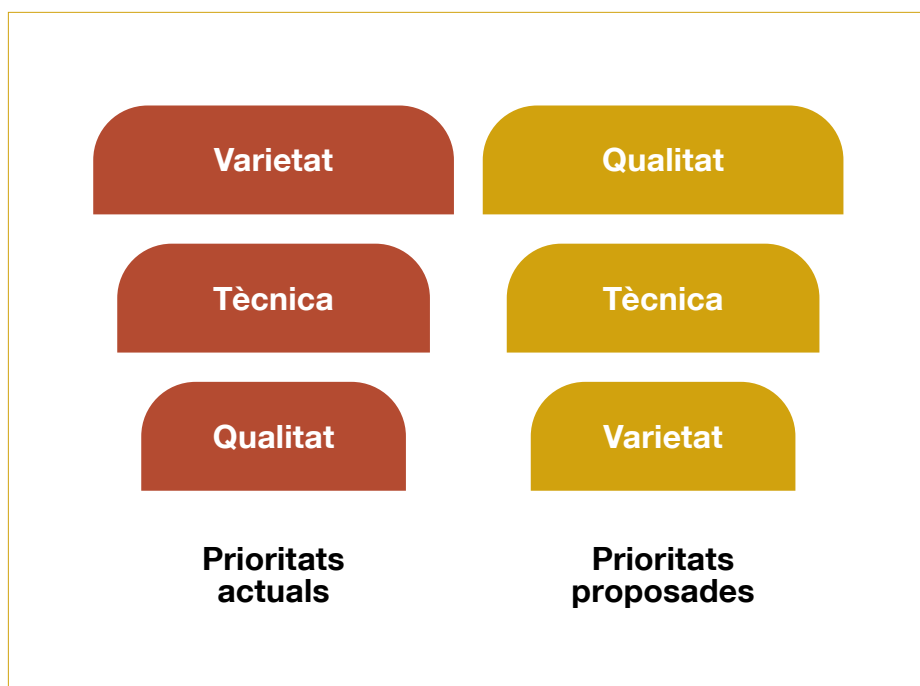 Varietat
Tècnica
Qualitat
Prioritats
actuals
Qualitat
Tècnica
Varietat
Prioritats
proposades